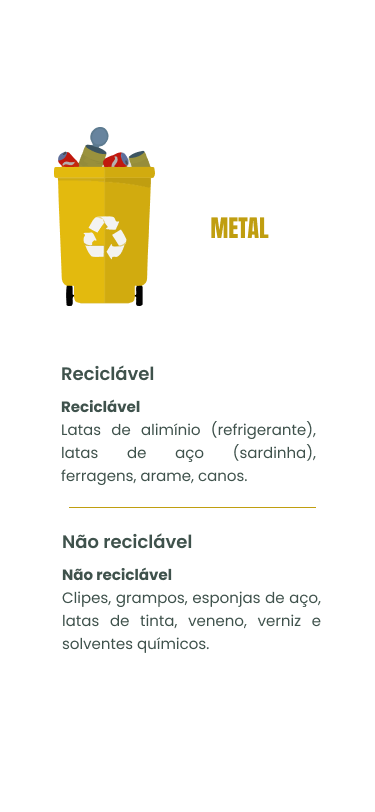 METAL
Reciclável
Reciclável
Latas de alimínio (refrigerante),
latas de aço (sardinha),
ferragens, arame, canos.
Não reciclável
Não reciclável
Clipes, grampos, esponjas de aço,
latas de tinta, veneno, verniz e
solventes químicos.